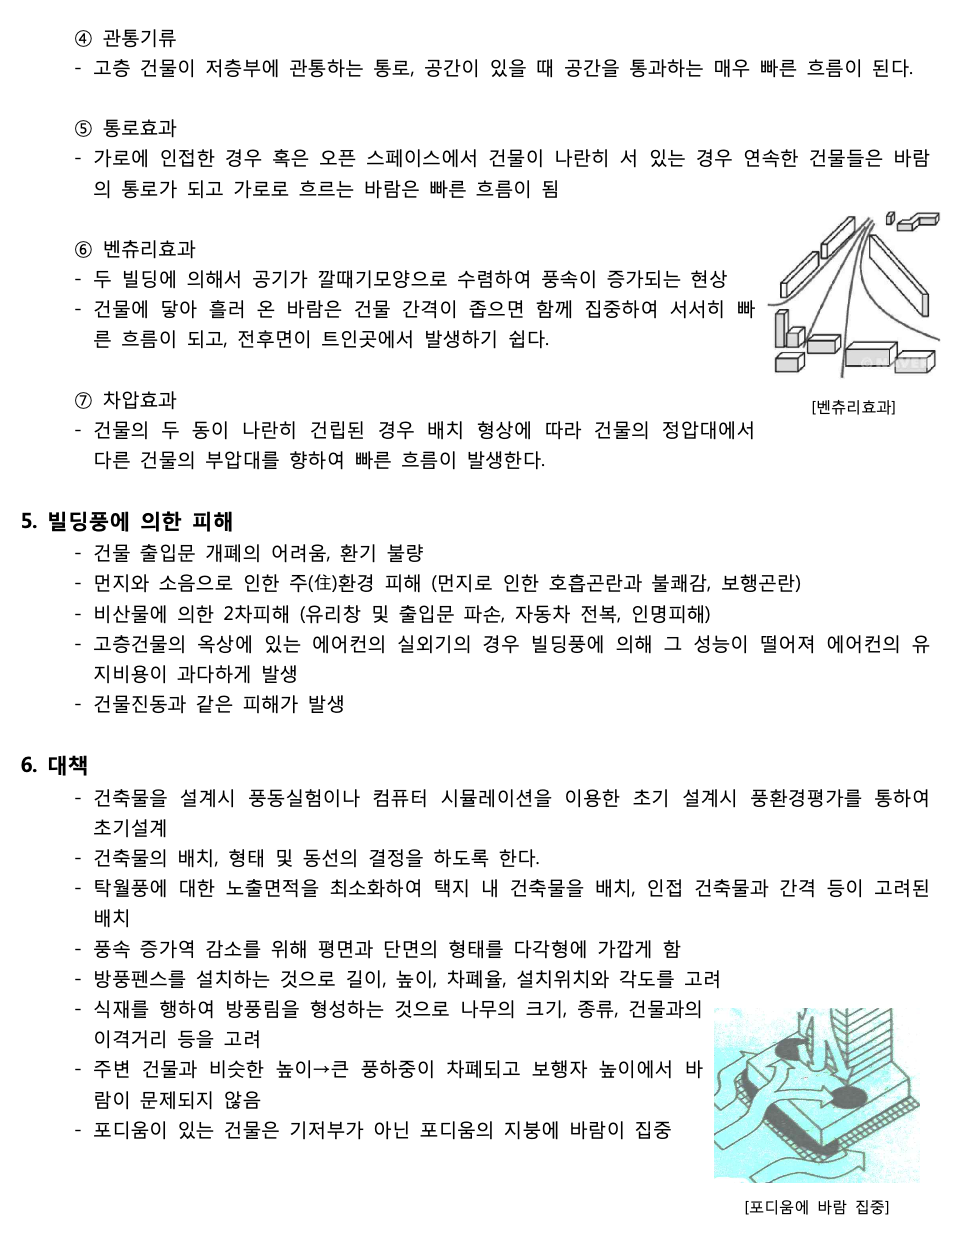 ④ 관통기류
- 고층 건물이 저층부에 관통하는 통로, 공간이 있을 때 공간을 통과하는 매우 빠른 흐름이 된다.
⑤ 통로효과
- 가로에 인접한 경우 혹은 오픈 스페이스에서 건물이 나란히 서 있는 경우 연속한 건물들은 바람
의 통로가 되고 가로로 흐르는 바람은 빠른 흐름이 됨
⑥ 벤츄리효과
- 두 빌딩에 의해서 공기가 깔때기모양으로 수렴하여 풍속이 증가되는 현상
- 건물에 닿아 흘러 온 바람은 건물 간격이 좁으면 함께 집중하여 서서히 빠
른 흐름이 되고, 전후면이 트인곳에서 발생하기 쉽다.
[벤츄리효과]
⑦ 차압효과
- 건물의 두 동이 나란히 건립된 경우 배치 형상에 따라 건물의 정압대에서
다른 건물의 부압대를 향하여 빠른 흐름이 발생한다.
5. 빌딩풍에 의한 피해
- 건물 출입문 개폐의 어려움, 환기 불량
- 먼지와 소음으로 인한 주(住)환경 피해 (먼지로 인한 호흡곤란과 불쾌감, 보행곤란)
- 비산물에 의한 2차피해 (유리창 및 출입문 파손, 자동차 전복, 인명피해)
- 고층건물의 옥상에 있는 에어컨의 실외기의 경우 빌딩풍에 의해 그 성능이 떨어져 에어컨의 유
지비용이 과다하게 발생
- 건물진동과 같은 피해가 발생
6. 대책
- 건축물을 설계시 풍동실험이나 컴퓨터 시뮬레이션을 이용한 초기 설계시 풍환경평가를 통하여
초기설계
- 건축물의 배치, 형태 및 동선의 결정을 하도록 한다.
- 탁월풍에 대한 노출면적을 최소화하여 택지 내 건축물을 배치, 인접 건축물과 간격 등이 고려된
배치
- 풍속 증가역 감소를 위해 평면과 단면의 형태를 다각형에 가깝게 함
- 방풍펜스를 설치하는 것으로 길이, 높이, 차폐율, 설치위치와 각도를 고려
- 식재를 행하여 방풍림을 형성하는 것으로 나무의 크기, 종류, 건물과의
이격거리 등을 고려
- 주변 건물과 비슷한 높이→큰 풍하중이 차폐되고 보행자 높이에서 바
람이 문제되지 않음
- 포디움이 있는 건물은 기저부가 아닌 포디움의 지붕에 바람이 집중
[포디움에 바람 집중]